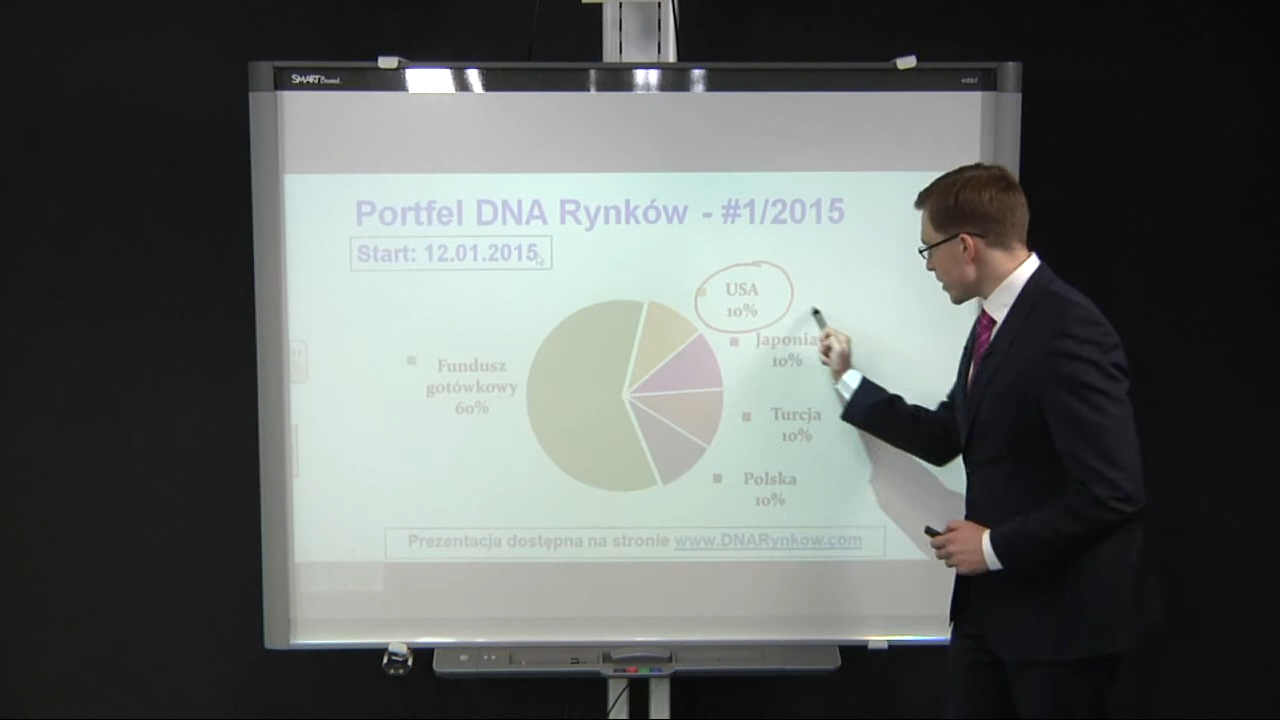 SMART Board
Portfel DNA Rynków - #1/2015
Start: 12.01.2015
USA
10%
Japonia
10%
Fundusz
gotówkowy
60%
Turcja
10%
Polska
10%
Prezentacja dostępna na stronie www.DNARynkow.com